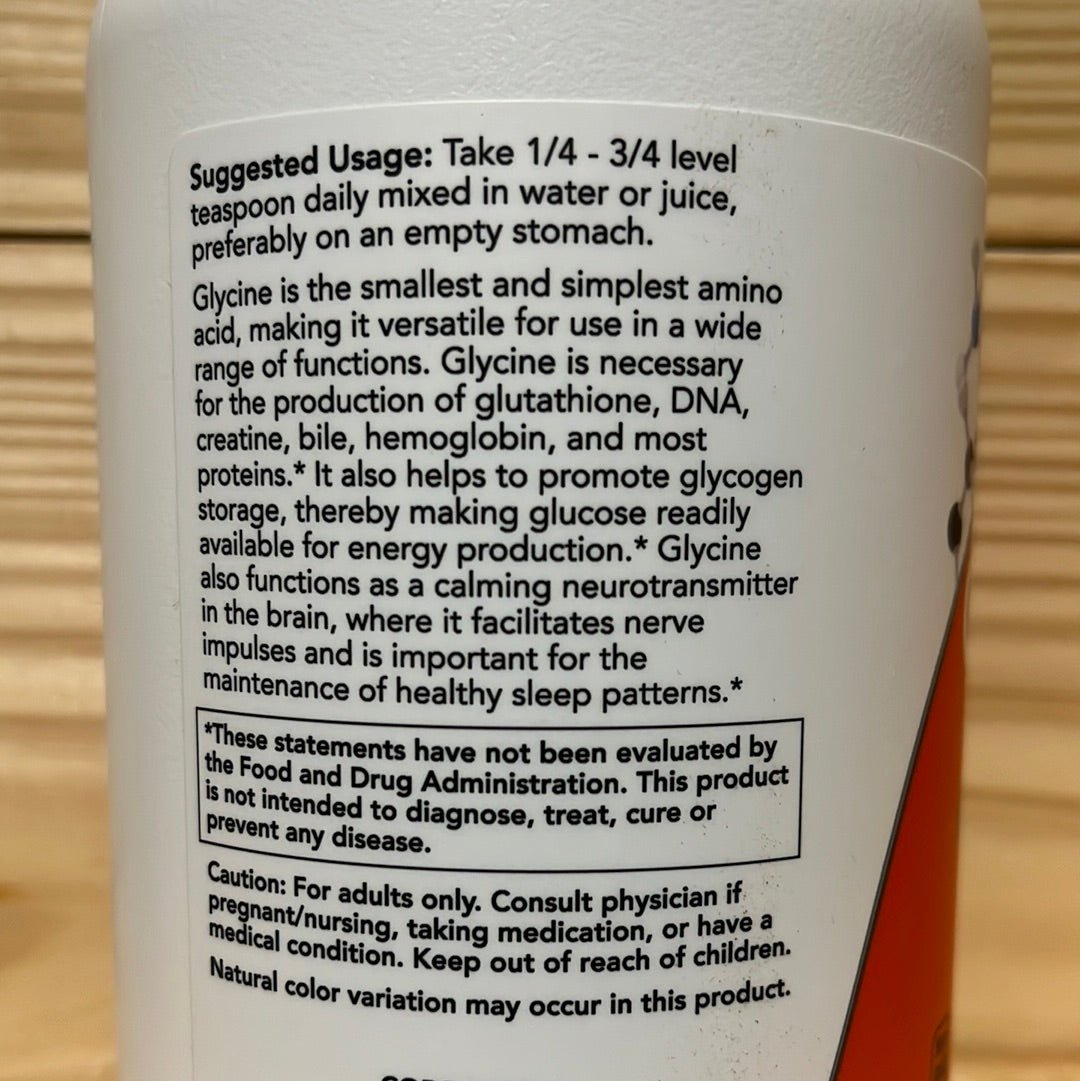 Suggested Usage: Take 1/4 - 3/4 level
teaspoon daily mixed in water or juice,
preferably on an empty stomach.
Glycine is the smallest and simplest amino
acid, making it versatile for use in a wide
range of functions. Glycine is necessary
for the production of glutathione, DNA,
creatine, bile, hemoglobin, and most
proteins.* It also helps to promote glycogen
storage, thereby making glucose readily
available for energy production.* Glycine
also functions as a calming neurotransmitter
in the brain, where it facilitates nerve
impulses and is important for the
maintenance of healthy sleep patterns.*
*These statements have not been evaluated by
the Food and Drug Administration. This product
is not intended to diagnose, treat, cure or
prevent any disease.
Caution: For adults only. Consult physician if
pregnant/nursing, taking medication, or have a
medical condition. Keep out of reach of children.
Natural color variation may occur in this product.